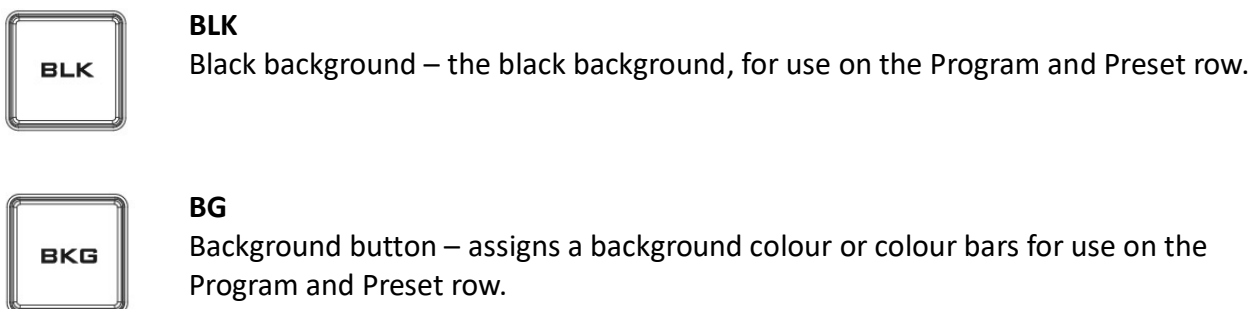 BLK
BLK
Black background – the black background, for use on the Program and Preset row.
BKG
BG
Background button – assigns a background colour or colour bars for use on the
Program and Preset row.